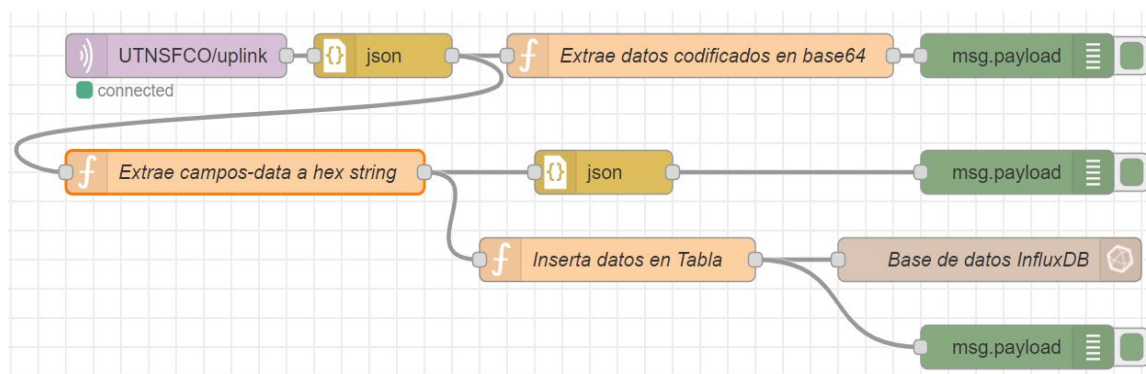 UTNSFCO/uplink
json
Extrae datos codificados en base64
msg.payload
connected
Extrae campos-data a hex string
json
msg.payload
Inserta datos en Tabla
Base de datos InfluxDB
msg.payload